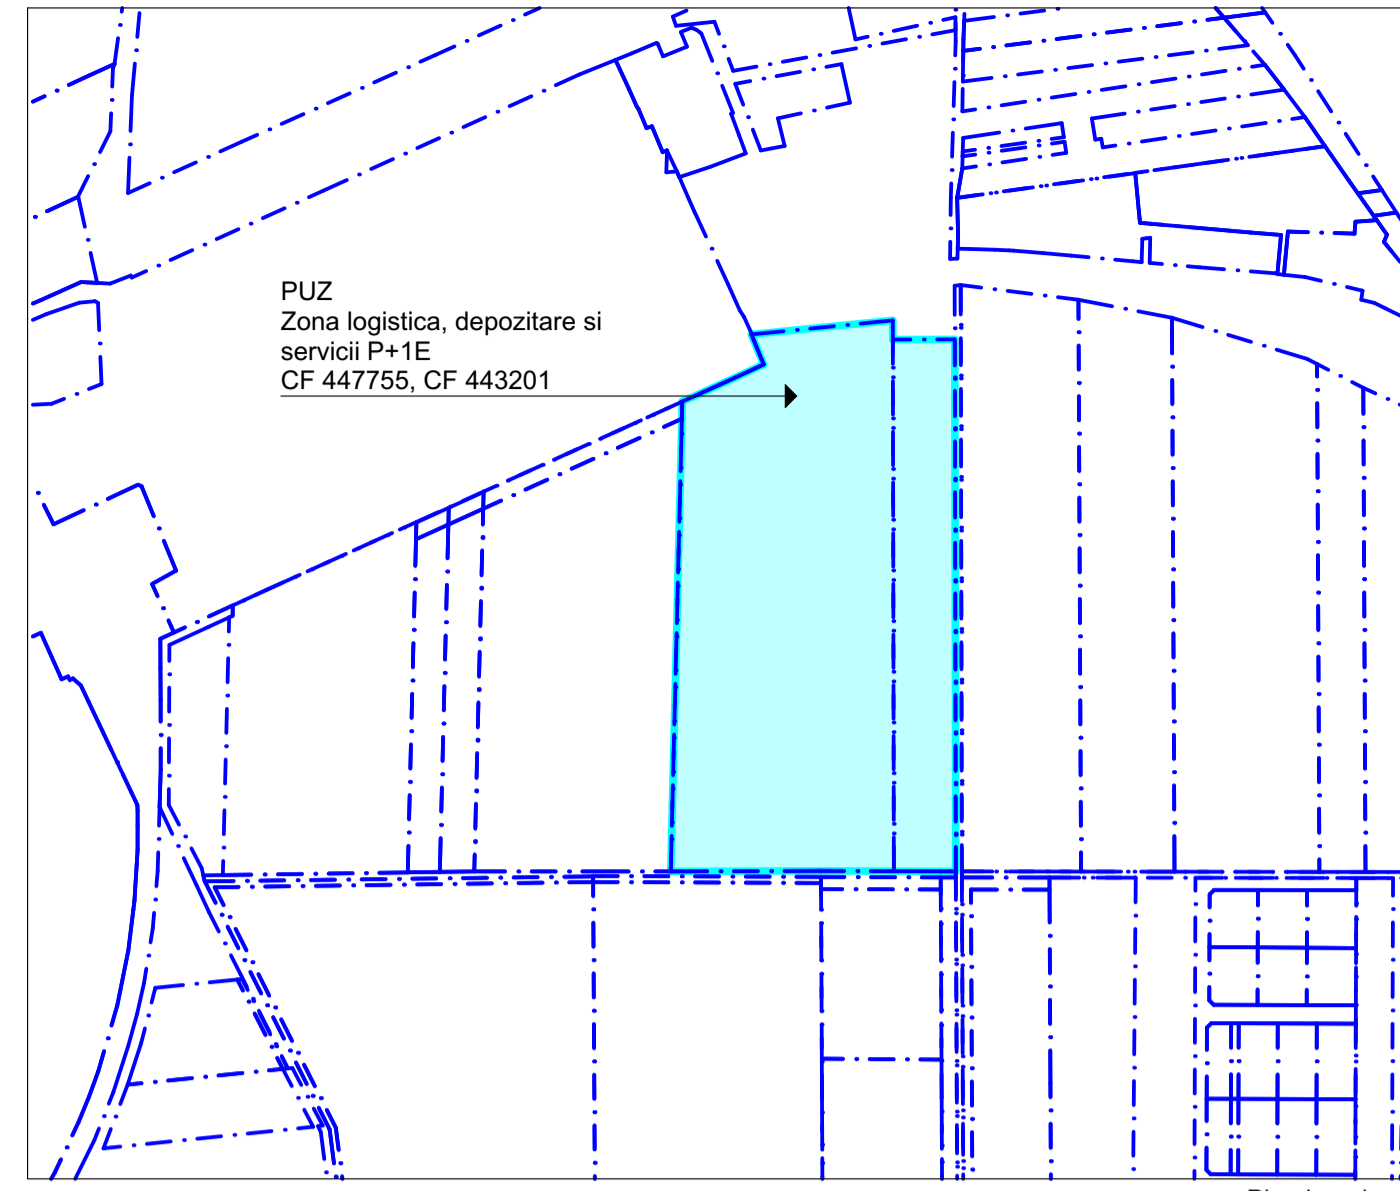 PUZ
Zona logistica, depozitare si
servicii P+1E
CF 447755, CF 443201